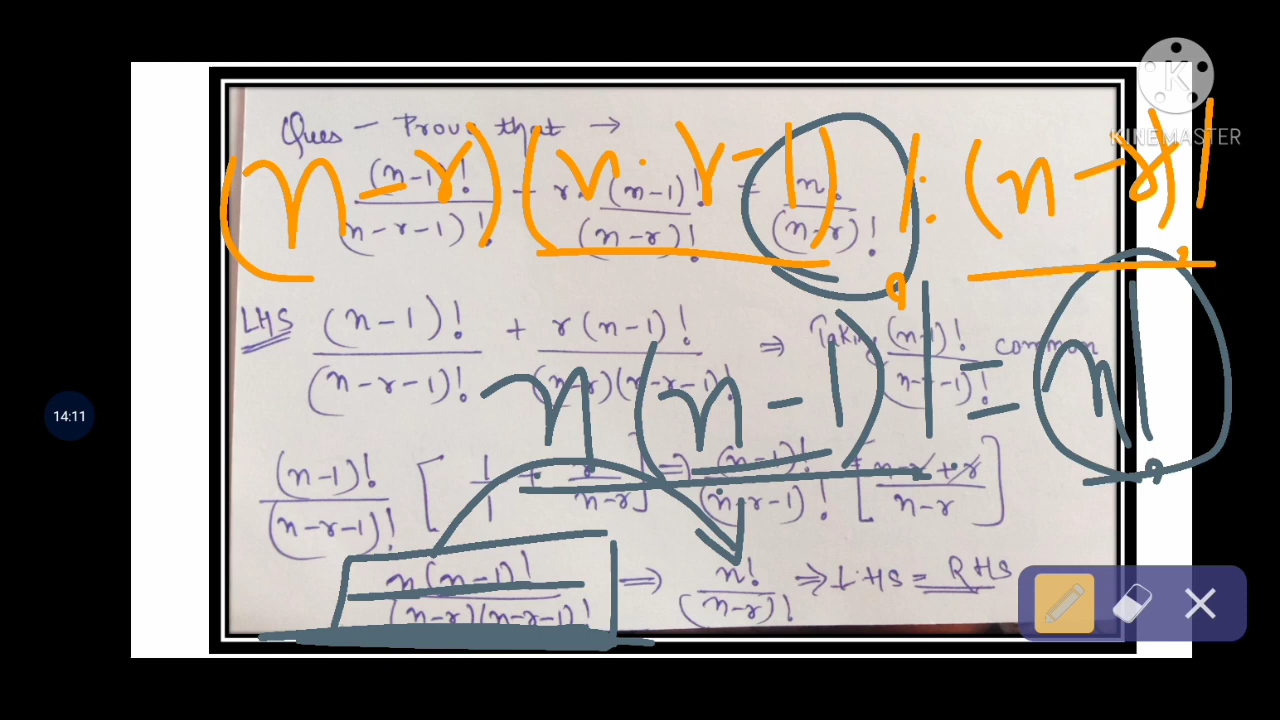 Ques - Prove that →
(n-1)!/(n-r-1)! + r·(n-1)!/(n-r)! = n!/(n-r)!
(n-r)(n-r-1)! : (n-r)!
KINEMASTER
LHS (n-1)!/(n-r-1)! + r(n-1)!/(n-r)(n-r-1)! ⇒ Taking (n-1)!/(n-r-1)! common
n(n-1)! = n!
14:11
(n-1)!/(n-r-1)! [1/1 + r/n-r] ⇒ (n-1)!/(n-r-1)! [n-r+r/n-r]
n(n-1)!/(n-r)(n-r-1)! ⇒ n!/(n-r)! ⇒ LHS = RHS